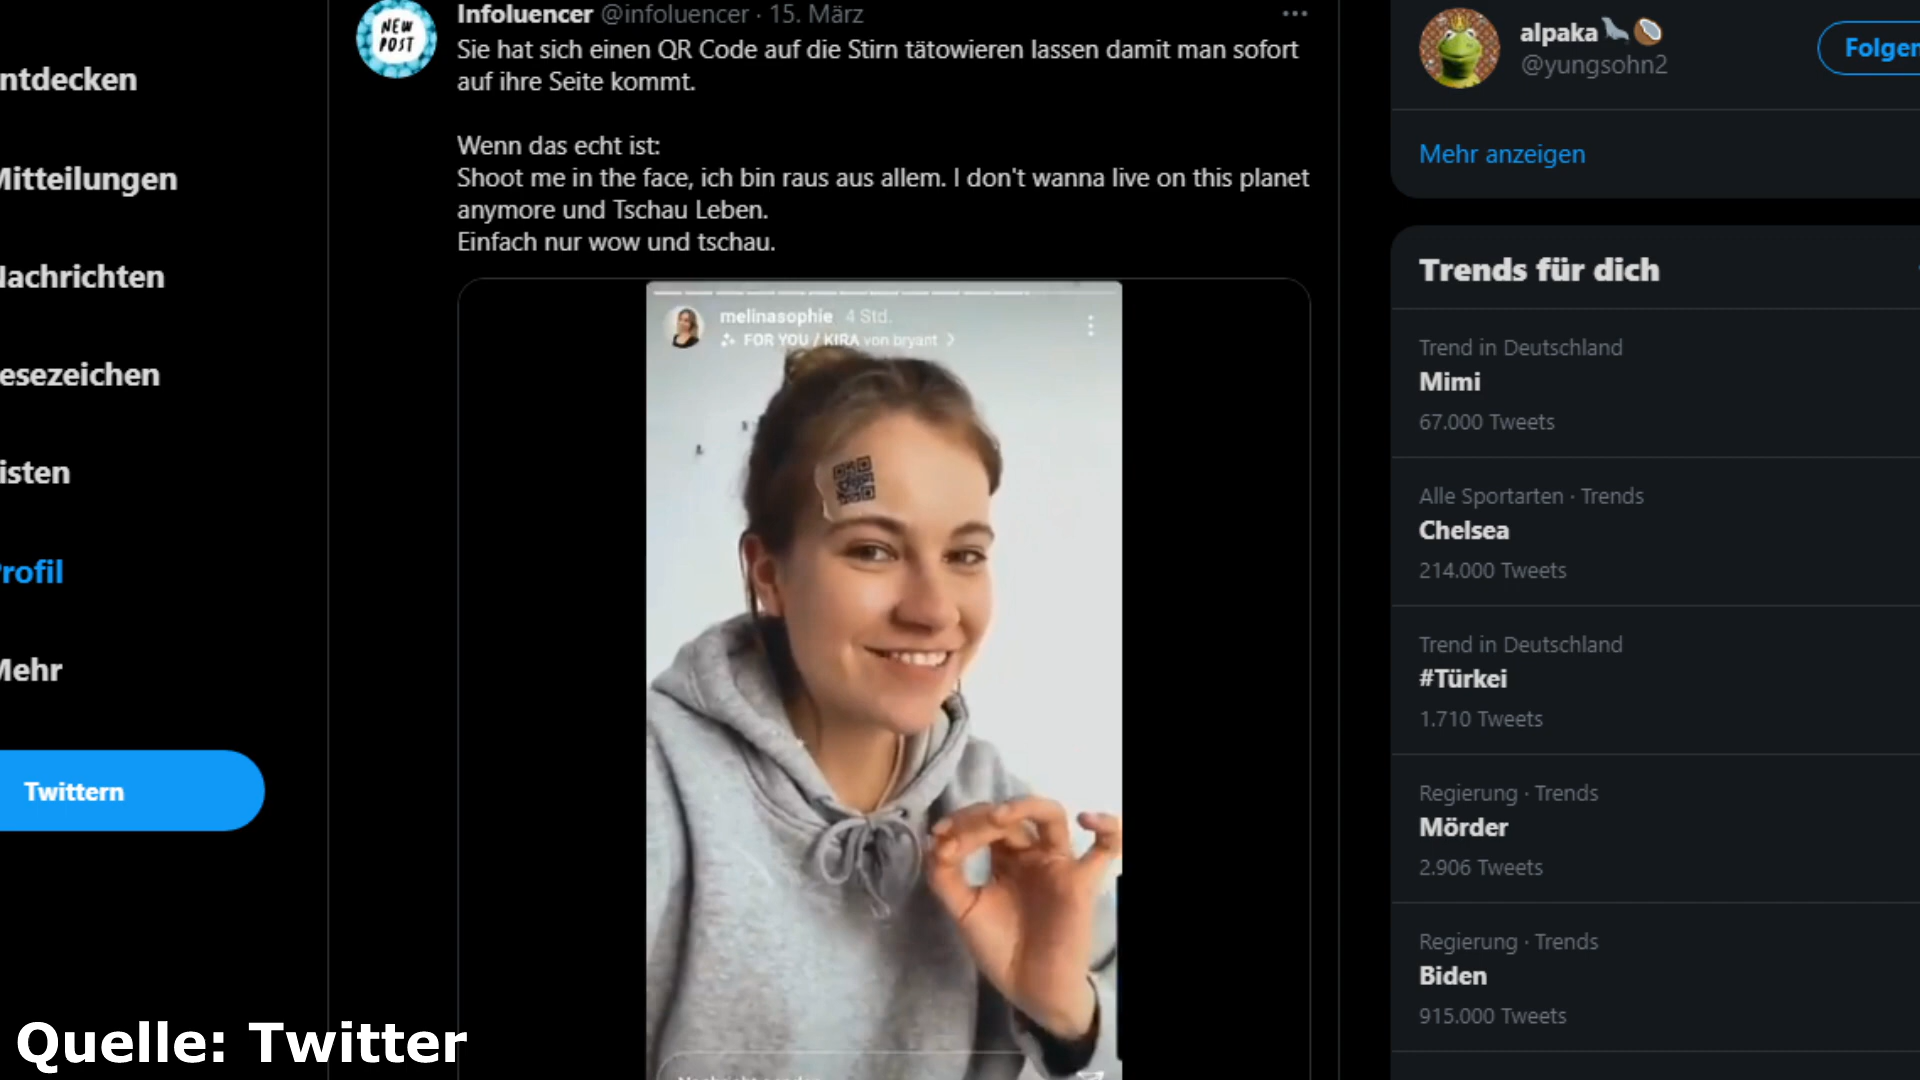 ntdecken
Mitteilungen
Nachrichten
esezeichen
isten
Profil
Mehr
Twittern
NEW
POST
Infoluencer @infoluencer · 15. März
Sie hat sich einen QR Code auf die Stirn tätowieren lassen damit man sofort
auf ihre Seite kommt.
Wenn das echt ist:
Shoot me in the face, ich bin raus aus allem. I don't wanna live on this planet
anymore und Tschau Leben.
Einfach nur wow und tschau.
melinasophie 4 Std.
FOR YOU / KIRA von bryant
alpaka
@yungsohn2
Folgen
Mehr anzeigen
Trends für dich
Trend in Deutschland
Mimi
67.000 Tweets
Alle Sportarten · Trends
Chelsea
214.000 Tweets
Trend in Deutschland
#Türkei
1.710 Tweets
Regierung · Trends
Mörder
2.906 Tweets
Regierung · Trends
Biden
915.000 Tweets
Quelle: Twitter